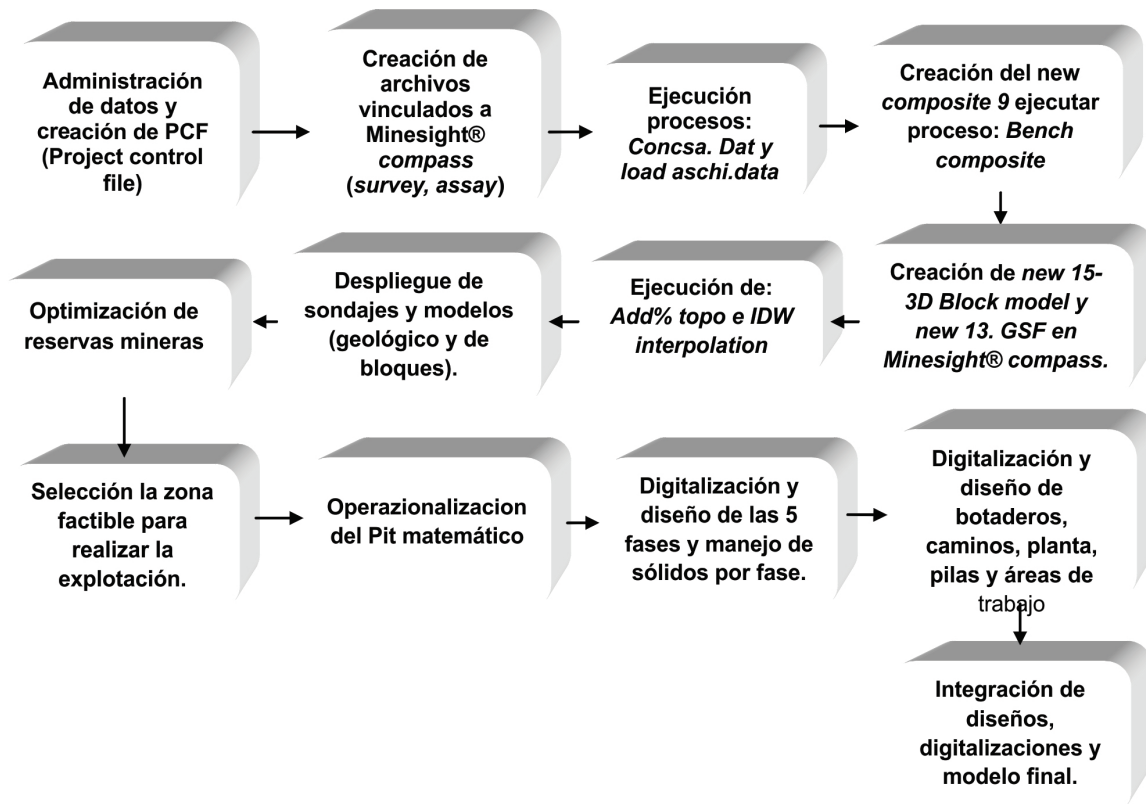 Administración
de datos y
creación de PCF
(Project control
file)
Creación de
archivos
vinculados a
Minesight®
compass
(survey, assay)
Ejecución
procesos:
Concsa. Dat y
load aschi.data
Creación del new
composite 9 ejecutar
proceso: Bench
composite
Creación de new 15-
3D Block model y
new 13. GSF en
Minesight® compass.
Ejecución de:
Add% topo e IDW
interpolation
Despliegue de
sondajes y modelos
(geológico y de
bloques).
Optimización de
reservas mineras
Selección la zona
factible para
realizar la
explotación.
Operazionalizacion
del Pit matemático
Digitalización y
diseño de las 5
fases y manejo de
sólidos por fase.
Digitalización y
diseño de
botaderos,
caminos, planta,
pilas y áreas de
trabajo
Integración de
diseños,
digitalizaciones y
modelo final.